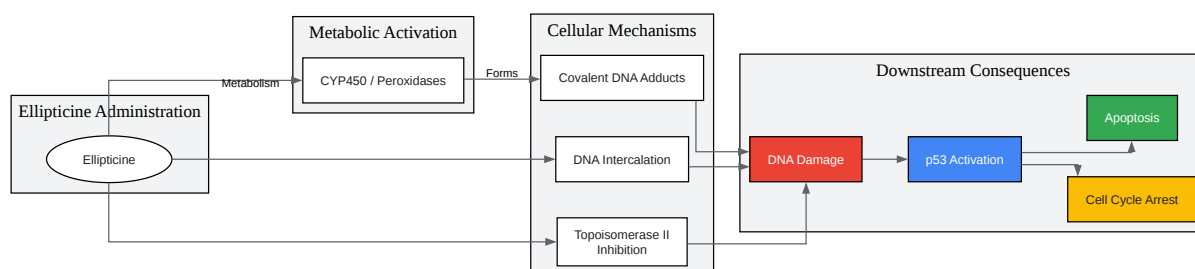 Ellipticine Administration
Ellipticine
Metabolism
Metabolic Activation
CYP450 / Peroxidases
Forms
Cellular Mechanisms
Covalent DNA Adducts
DNA Intercalation
Topoisomerase II
Inhibition
Downstream Consequences
DNA Damage
p53 Activation
Apoptosis
Cell Cycle Arrest